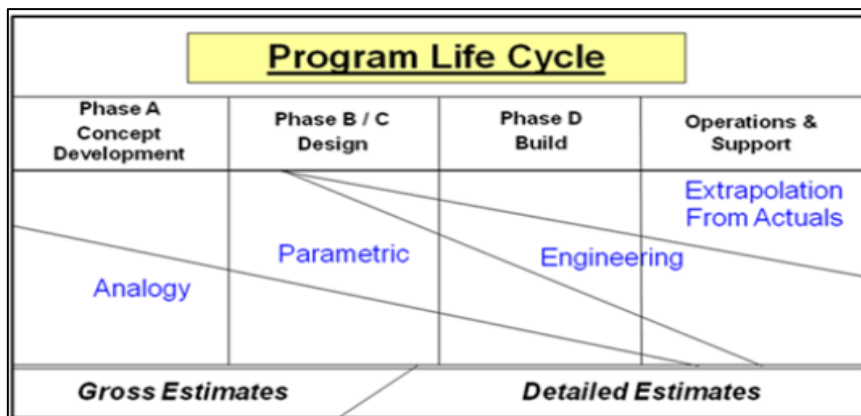 Program Life Cycle
Phase A
Concept
Development
Phase B / C
Design
Phase D
Build
Operations &
Support
Extrapolation
From Actuals
Parametric
Engineering
Analogy
Gross Estimates
Detailed Estimates